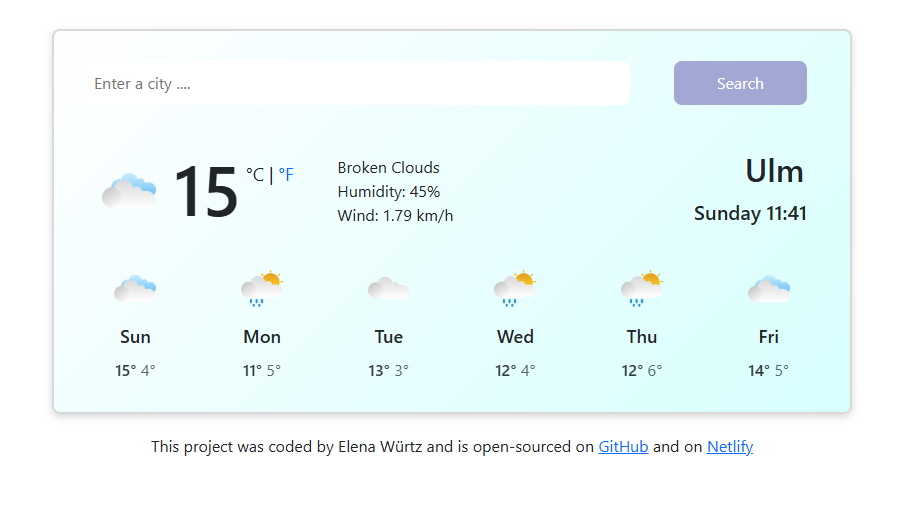 Enter a city .... Search
15 °C | °F
Broken Clouds
Humidity: 45%
Wind: 1.79 km/h
Ulm
Sunday 11:41
Sun Mon Tue Wed Thu Fri
15° 4° 11° 5° 13° 3° 12° 4° 12° 6° 14° 5°
This project was coded by Elena Würtz and is open-sourced on GitHub and on Netlify